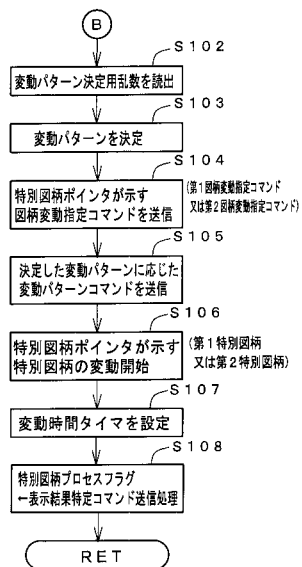 B
S102
変動パターン決定用乱数を読出
S103
変動パターンを決定
S104
特別図柄ポインタが示す
図柄変動指定コマンドを送信
(第1図柄変動指定コマンド
又は第2図柄変動指定コマンド)
S105
決定した変動パターンに応じた
変動パターンコマンドを送信
S106
特別図柄ポインタが示す
特別図柄の変動開始
(第1特別図柄
又は第2特別図柄)
S107
変動時間タイマを設定
S108
特別図柄プロセスフラグ
←表示結果特定コマンド送信処理
RET